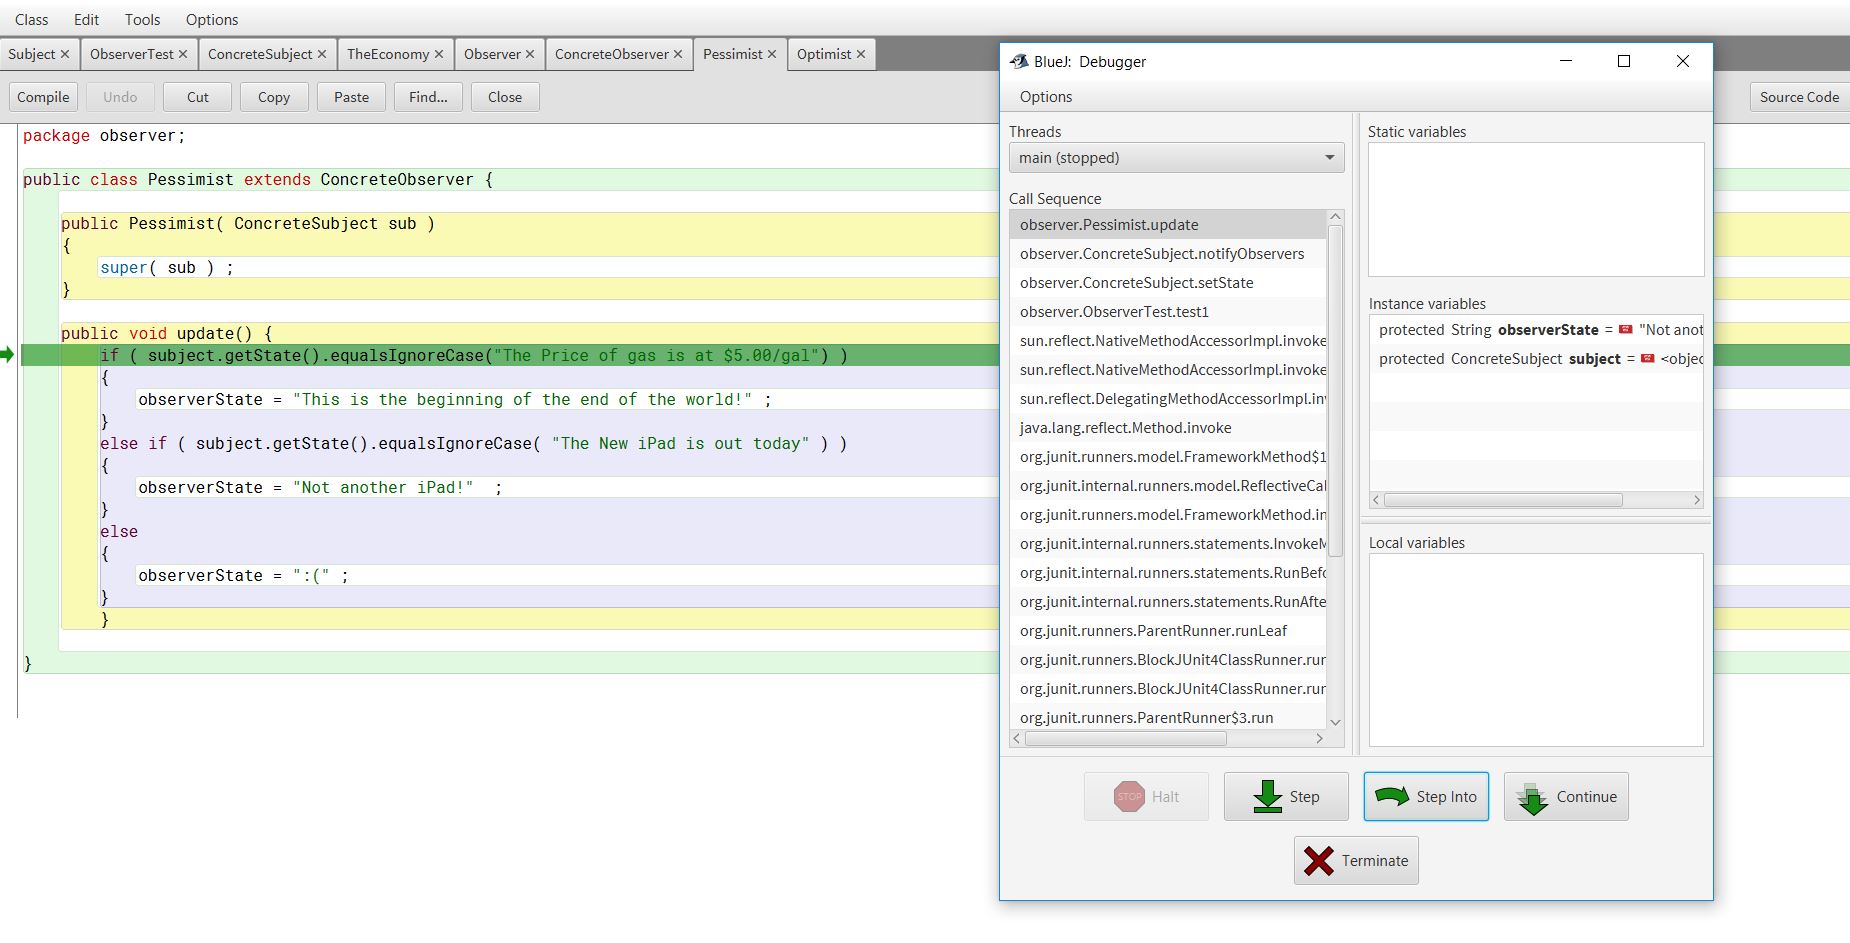 Class Edit Tools Options
Subject × ObserverTest × ConcreteSubject × TheEconomy × Observer × ConcreteObserver × Pessimist × Optimist ×
Compile Undo Cut Copy Paste Find... Close Source Code
package observer;
public class Pessimist extends ConcreteObserver {
public Pessimist( ConcreteSubject sub )
{
super( sub ) ;
}
public void update() {
if ( subject.getState().equalsIgnoreCase("The Price of gas is at $5.00/gal") )
{
observerState = "This is the beginning of the end of the world!" ;
}
else if ( subject.getState().equalsIgnoreCase( "The New iPad is out today" ) )
{
observerState = "Not another iPad!"  ;
}
else
{
observerState = ":(" ;
}
}
}
BlueJ: Debugger
Options
Threads
main (stopped)
Call Sequence
observer.Pessimist.update
observer.ConcreteSubject.notifyObservers
observer.ConcreteSubject.setState
observer.ObserverTest.test1
sun.reflect.NativeMethodAccessorImpl.invoke
sun.reflect.NativeMethodAccessorImpl.invoke
sun.reflect.DelegatingMethodAccessorImpl.in
java.lang.reflect.Method.invoke
org.junit.runners.model.FrameworkMethod$1
org.junit.internal.runners.model.ReflectiveCal
org.junit.runners.model.FrameworkMethod.in
org.junit.internal.runners.statements.InvokeM
org.junit.internal.runners.statements.RunBefo
org.junit.internal.runners.statements.RunAfte
org.junit.runners.ParentRunner.runLeaf
org.junit.runners.BlockJUnit4ClassRunner.run
org.junit.runners.BlockJUnit4ClassRunner.run
org.junit.runners.ParentRunner$3.run
Static variables
Instance variables
protected String observerState = "Not anot
protected ConcreteSubject subject = <objec
Local variables
STOP Halt Step Step Into Continue
Terminate